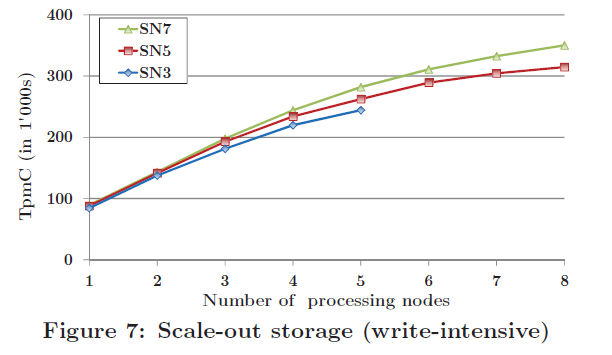 400
300
200
100
0
TpmC (in 1'000s)
SN7
SN5
SN3
1 2 3 4 5 6 7 8
Number of processing nodes
Figure 7: Scale-out storage (write-intensive)